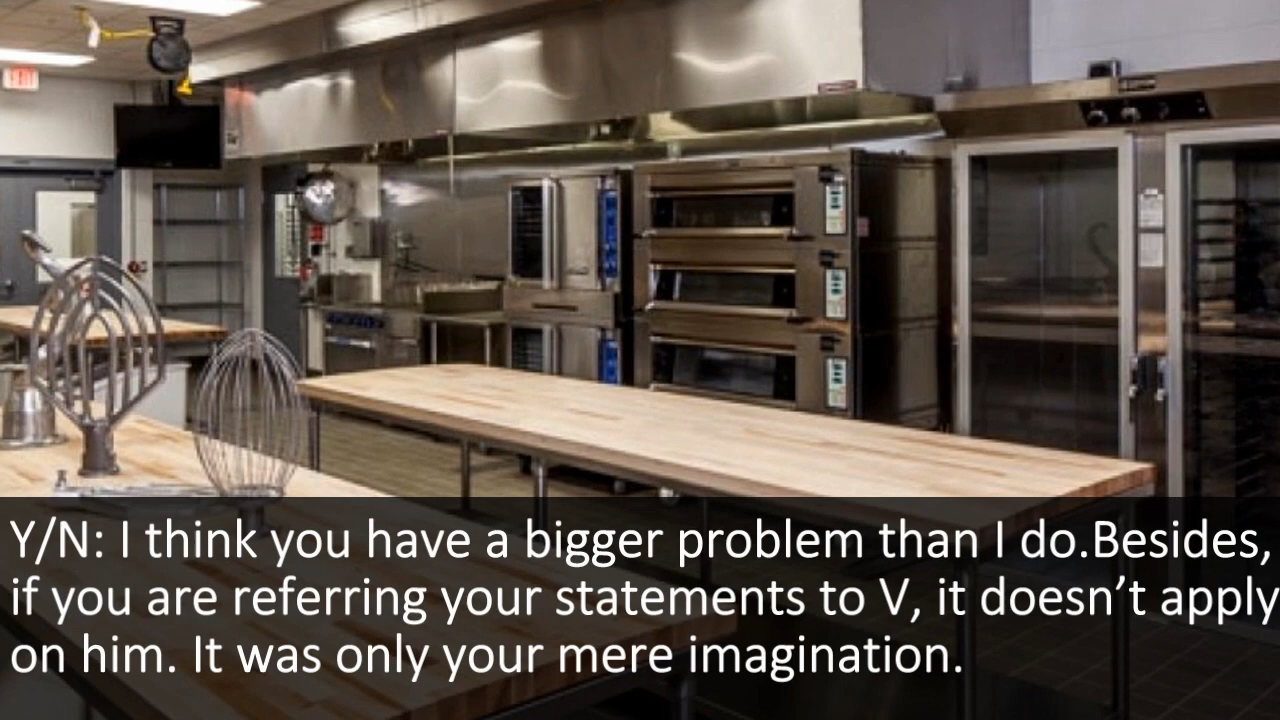 EXIT
Y/N: I think you have a bigger problem than I do.Besides,
if you are referring your statements to V, it doesn’t apply
on him. It was only your mere imagination.